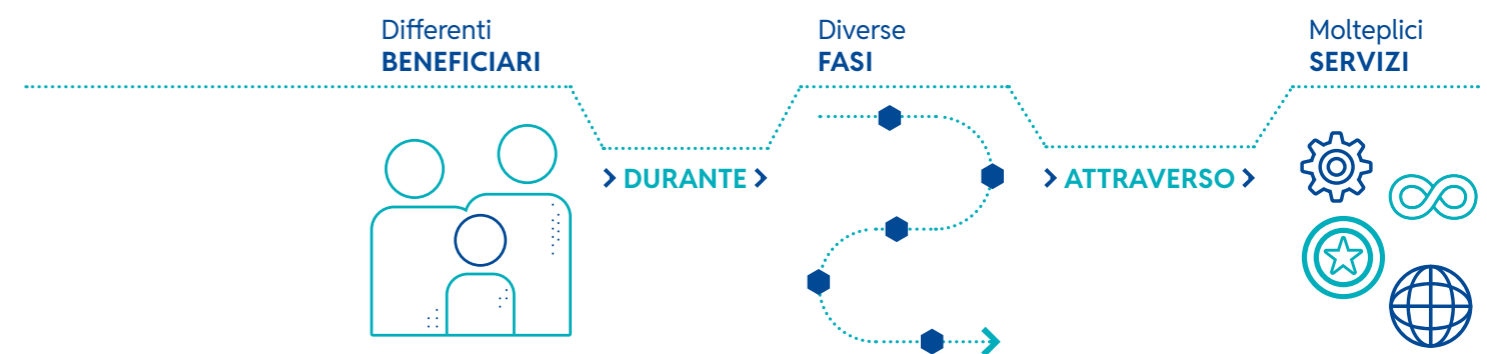 Differenti
BENEFICIARI
> DURANTE >
Diverse
FASI
> ATTRAVERSO >
Molteplici
SERVIZI